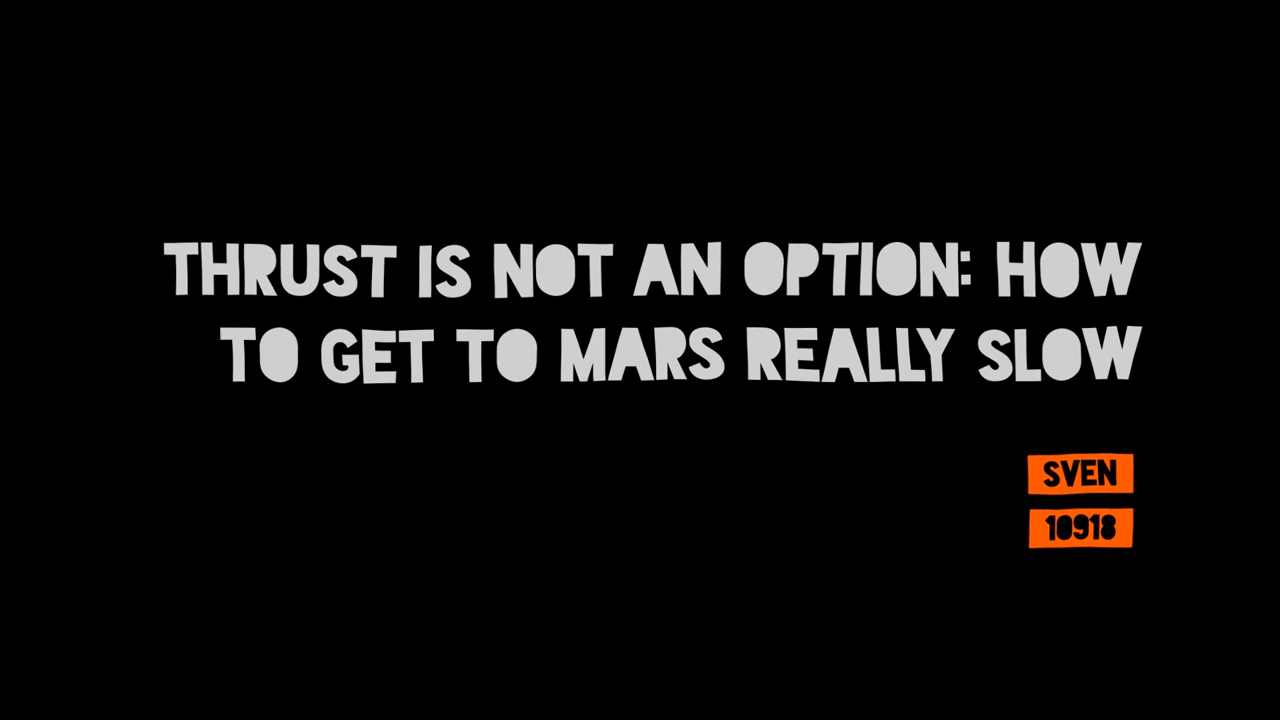 THRUST IS NOT AN OPTION: HOW
TO GET TO MARS REALLY SLOW
SVEN
10918